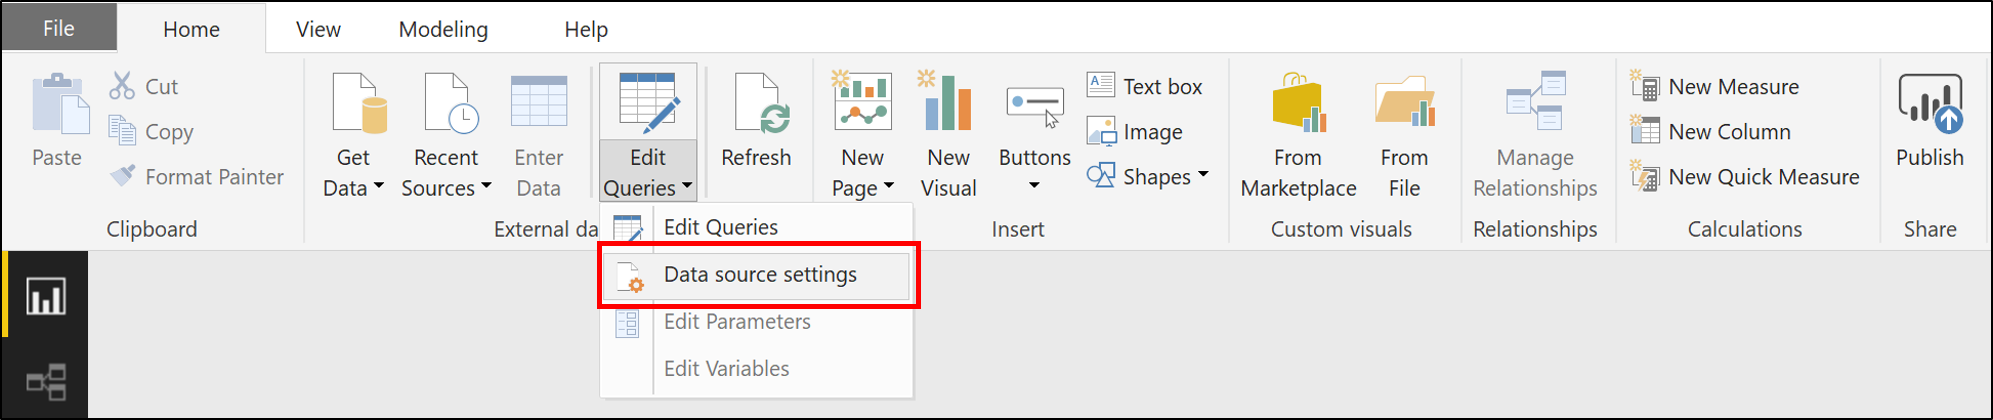 File
Home
View
Modeling
Help
Paste
Cut
Copy
Format Painter
Clipboard
Get
Data
Recent
Sources
Enter
Data
Edit
Queries
Refresh
External da
New
Page
New
Visual
Buttons
Text box
Image
Shapes
Insert
From
Marketplace
From
File
Custom visuals
Manage
Relationships
Relationships
New Measure
New Column
New Quick Measure
Calculations
Publish
Share
Edit Queries
Data source settings
Edit Parameters
Edit Variables